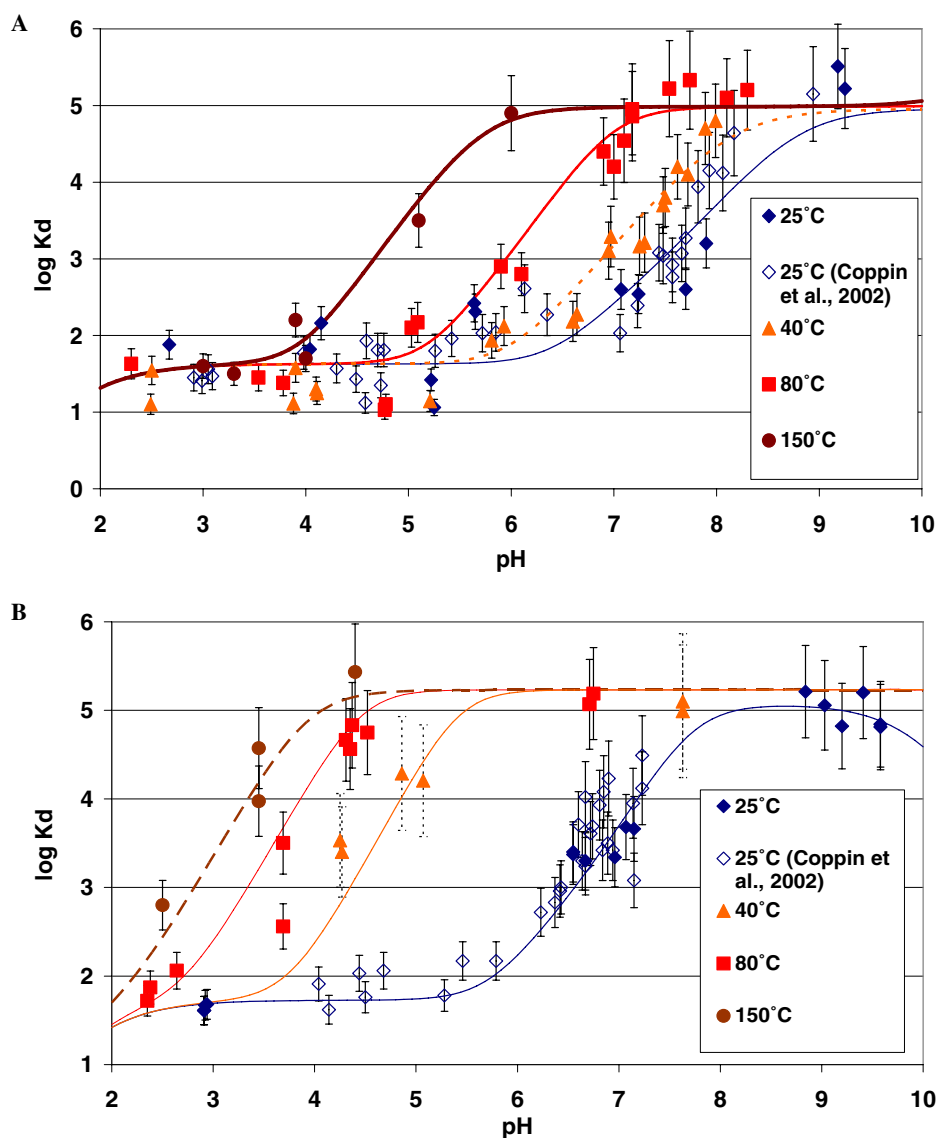 A
6
5
4
3
2
1
0
log Kd
2 3 4 5 6 7 8 9 10
pH
25˚C
25˚C (Coppin
et al., 2002)
40˚C
80˚C
150˚C
B
6
5
4
3
2
1
log Kd
2 3 4 5 6 7 8 9 10
pH
25˚C
25˚C (Coppin et
al., 2002)
40˚C
80˚C
150˚C